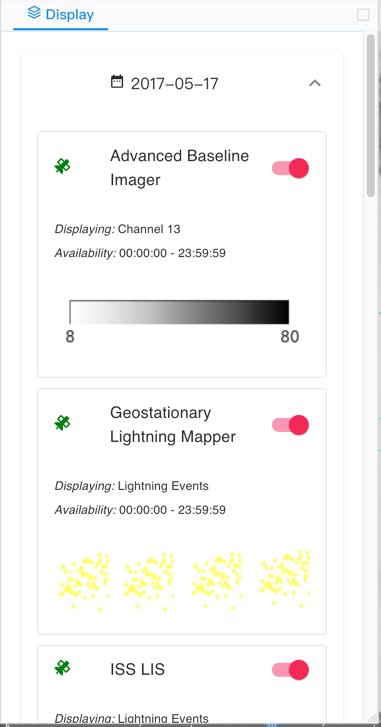 Display
2017-05-17
Advanced Baseline
Imager
Displaying: Channel 13
Availability: 00:00:00 - 23:59:59
8 80
Geostationary
Lightning Mapper
Displaying: Lightning Events
Availability: 00:00:00 - 23:59:59
ISS LIS
Displaying: Lightning Events